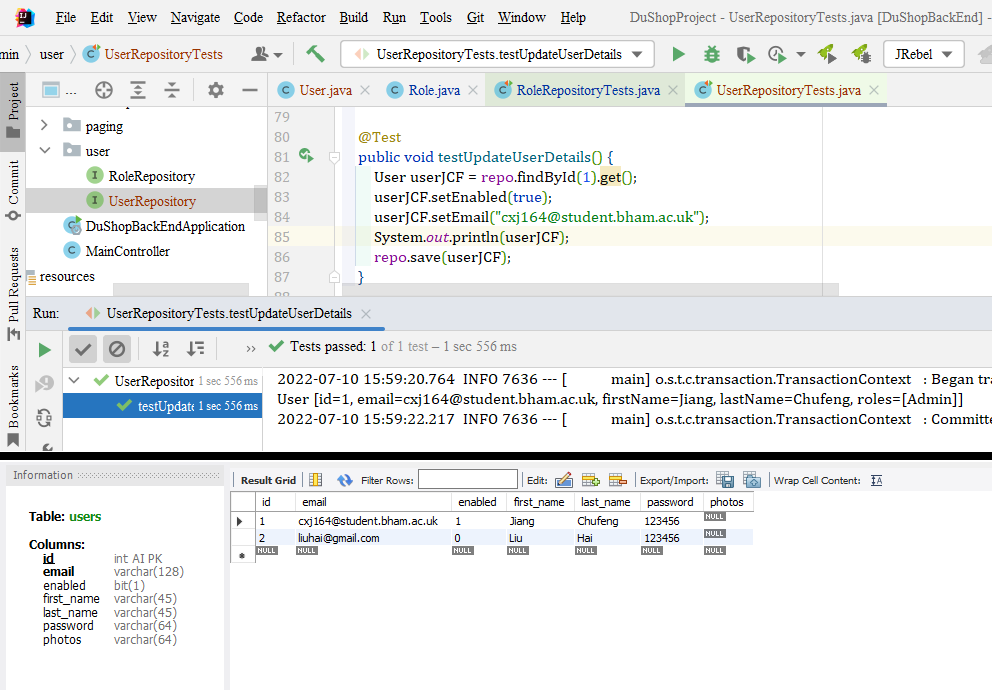 File Edit View Navigate Code Refactor Build Run Tools Git Window Help DuShopProject - UserRepositoryTests.java [DuShopBackEnd] -
min user UserRepositoryTests UserRepositoryTests.testUpdateUserDetails JRebel
Project ... User.java Role.java RoleRepositoryTests.java UserRepositoryTests.java
Commit
Pull Requests
Bookmarks
paging
user
RoleRepository
UserRepository
DuShopBackEndApplication
MainController
resources
79
80 @Test
81 public void testUpdateUserDetails() {
82 User userJCF = repo.findById(1).get();
83 userJCF.setEnabled(true);
84 userJCF.setEmail("cxj164@student.bham.ac.uk");
85 System.out.println(userJCF);
86 repo.save(userJCF);
87 }
88
Run: UserRepositoryTests.testUpdateUserDetails
Tests passed: 1 of 1 test – 1 sec 556 ms
UserRepositor 1 sec 556 ms
testUpdate 1 sec 556 ms
2022-07-10 15:59:20.764 INFO 7636 --- [ main] o.s.t.c.transaction.TransactionContext : Began tra
User [id=1, email=cxj164@student.bham.ac.uk, firstName=Jiang, lastName=Chufeng, roles=[Admin]]
2022-07-10 15:59:22.217 INFO 7636 --- [ main] o.s.t.c.transaction.TransactionContext : Committe
Information
Table: users
Columns:
id int AI PK
email varchar(128)
enabled bit(1)
first_name varchar(45)
last_name varchar(45)
password varchar(64)
photos varchar(64)
Result Grid Filter Rows: Edit: Export/Import: Wrap Cell Content:
id email enabled first_name last_name password photos
1 cxj164@student.bham.ac.uk 1 Jiang Chufeng 123456 NULL
2 liuhai@gmail.com 0 Liu Hai 123456 NULL
NULL NULL NULL NULL NULL NULL NULL